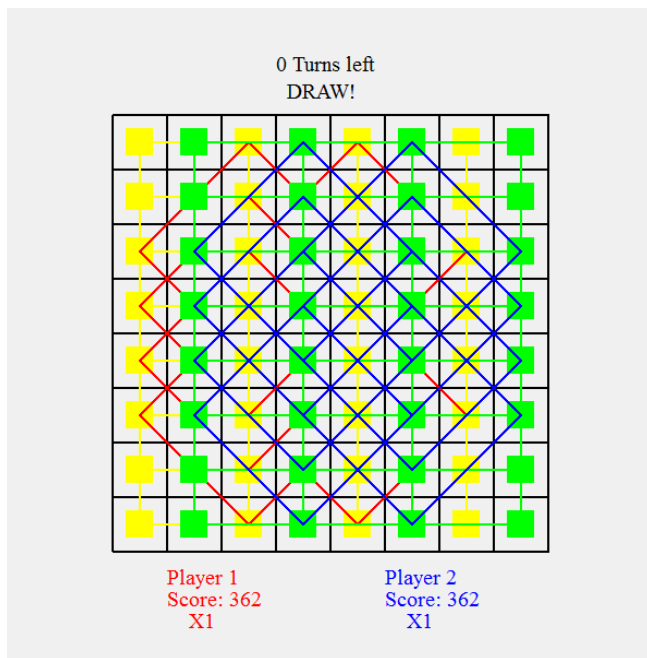 0 Turns left
DRAW!
Player 1
Score: 362
X1
Player 2
Score: 362
X1